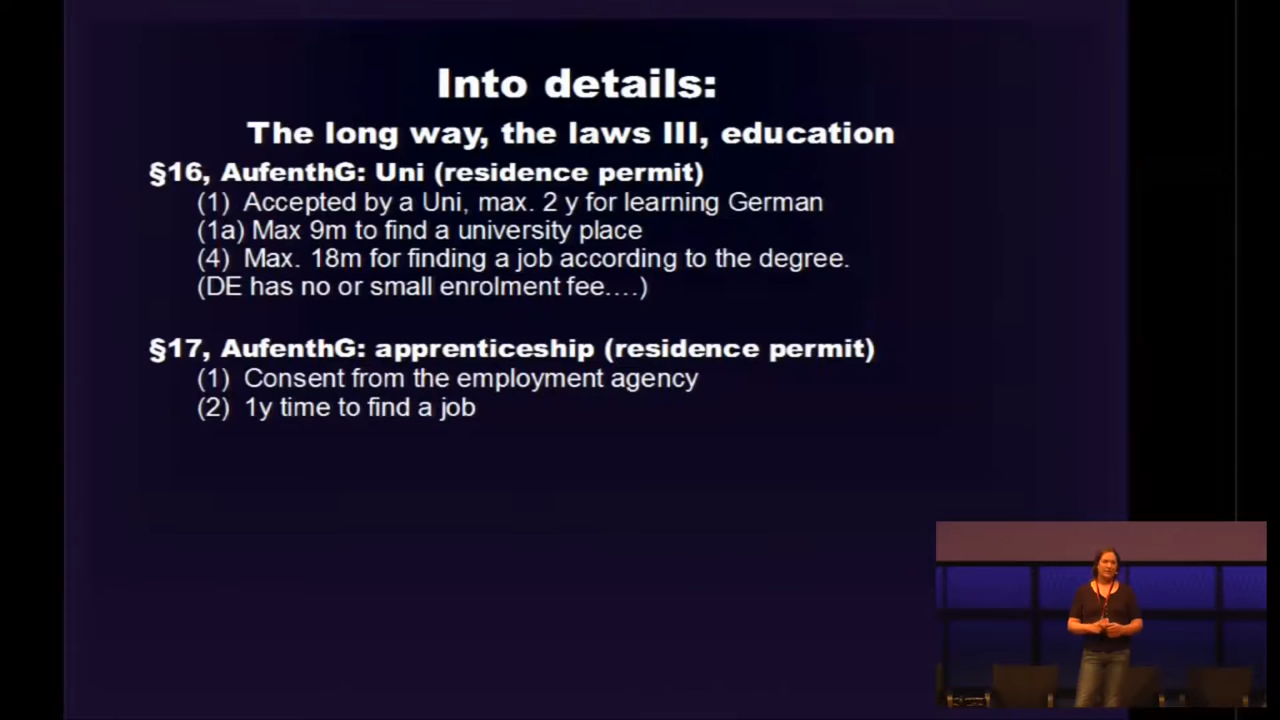 Into details:
The long way, the laws III, education
§16, AufenthG: Uni (residence permit)
(1) Accepted by a Uni, max. 2 y for learning German
(1a) Max 9m to find a university place
(4) Max. 18m for finding a job according to the degree.
(DE has no or small enrolment fee....)
§17, AufenthG: apprenticeship (residence permit)
(1) Consent from the employment agency
(2) 1y time to find a job